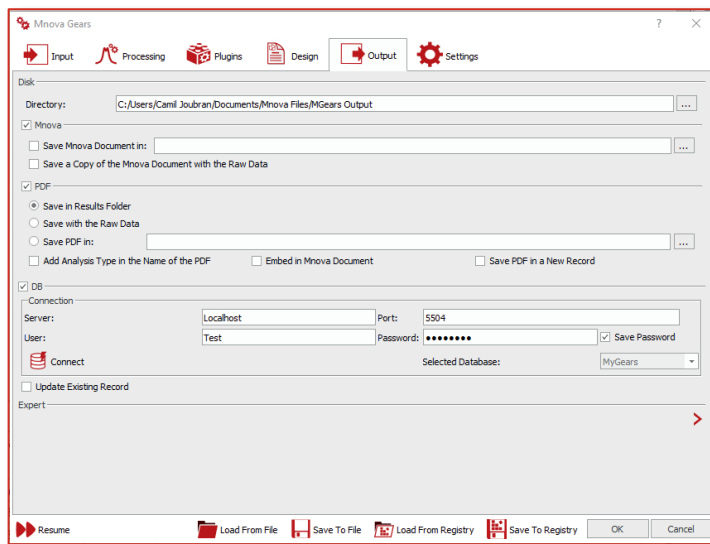 Mnova Gears ?
Input Processing Plugins Design Output Settings
Disk
Directory: C:/Users/Camil Joubran/Documents/Mnova Files/MGears Output ...
Mnova
Save Mnova Document in: ...
Save a Copy of the Mnova Document with the Raw Data
PDF
Save in Results Folder
Save with the Raw Data
Save PDF in: ...
Add Analysis Type in the Name of the PDF Embed in Mnova Document Save PDF in a New Record
DB
Connection
Server: Localhost Port: 5504
User: Test Password: ●●●●●●●● Save Password
Connect Selected Database: MyGears
Update Existing Record
Expert
Resume Load From File Save To File Load From Registry Save To Registry OK Cancel